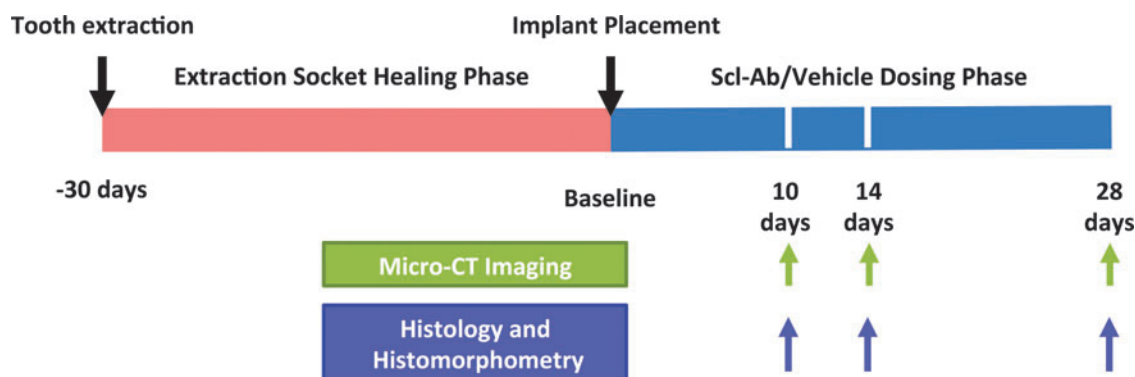 Tooth extraction
Implant Placement
Extraction Socket Healing Phase
Scl-Ab/Vehicle Dosing Phase
-30 days
Baseline
10
days
14
days
28
days
Micro-CT Imaging
Histology and
Histomorphometry